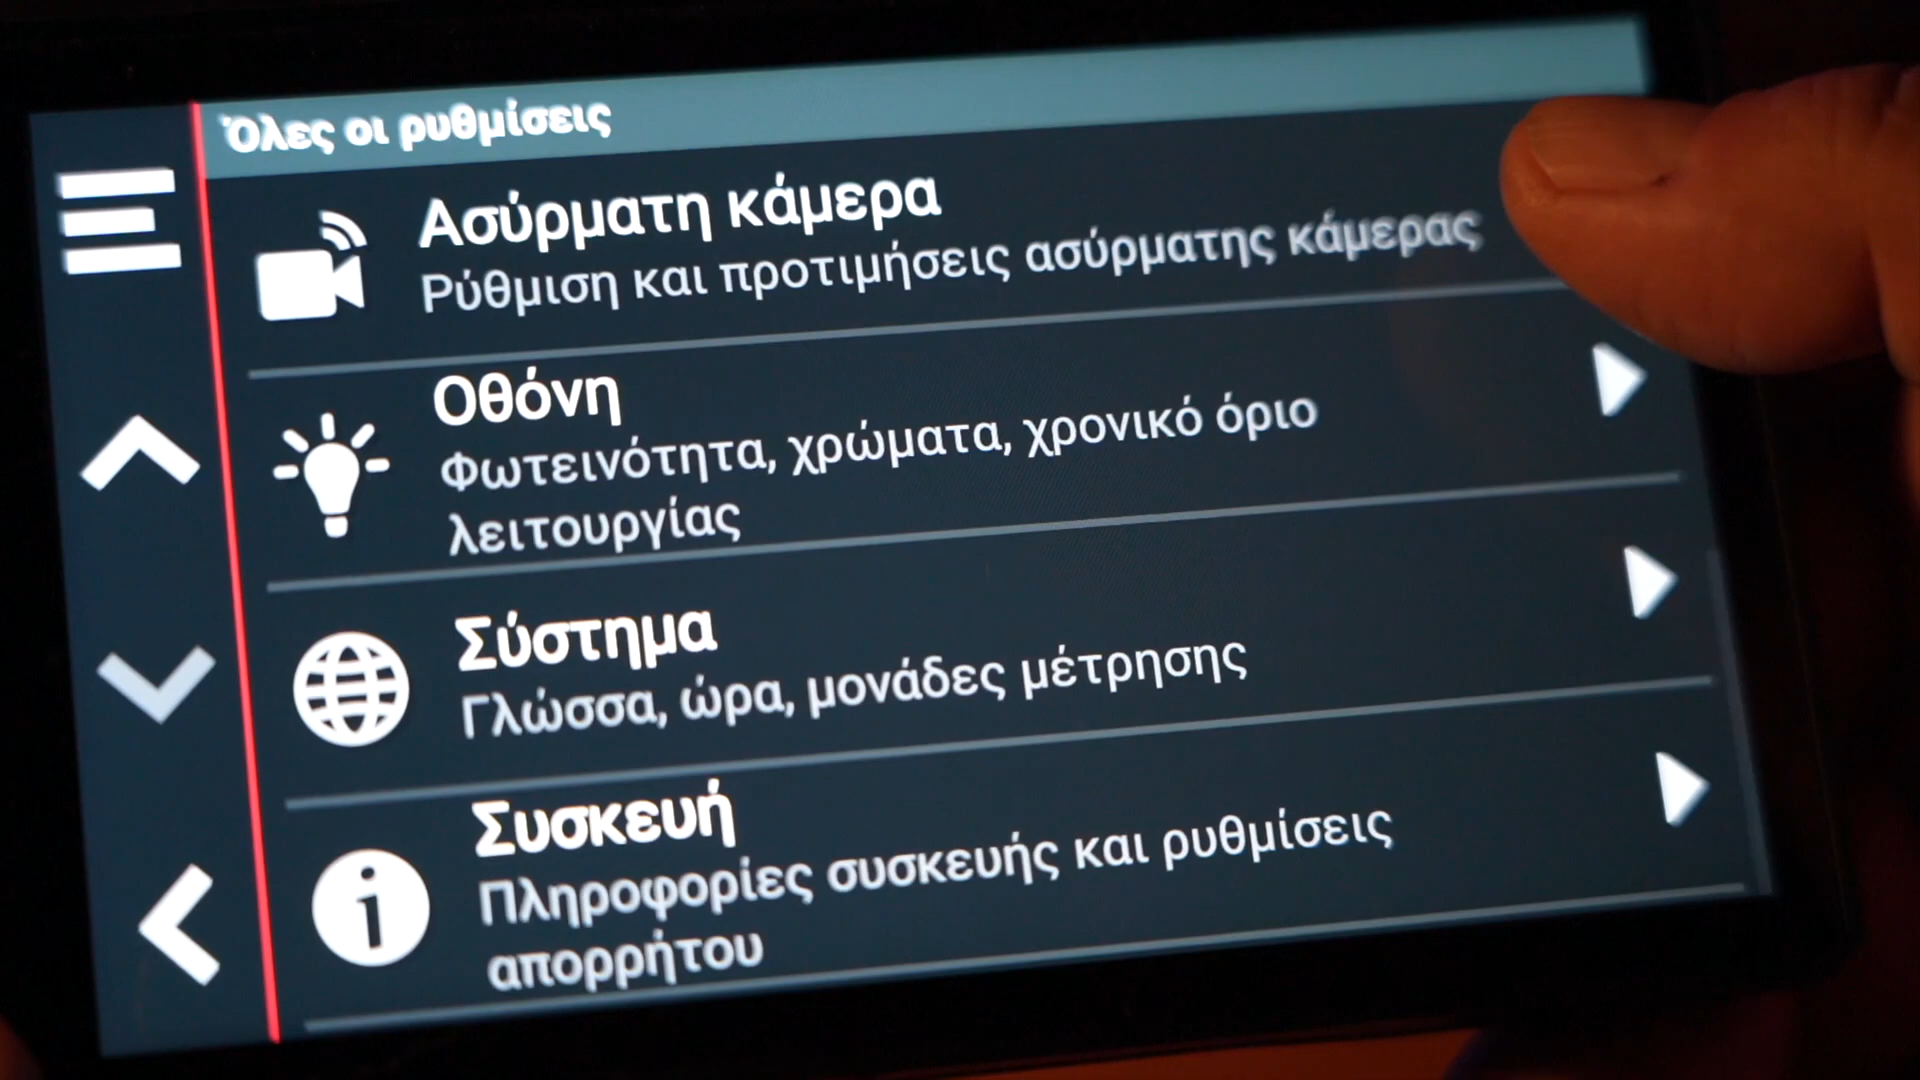 Όλες οι ρυθμίσεις
Ασύρματη κάμερα
Ρύθμιση και προτιμήσεις ασύρματης κάμερας
Οθόνη
Φωτεινότητα, χρώματα, χρονικό όριο
λειτουργίας
Σύστημα
Γλώσσα, ώρα, μονάδες μέτρησης
Συσκευή
Πληροφορίες συσκευής και ρυθμίσεις
απορρήτου